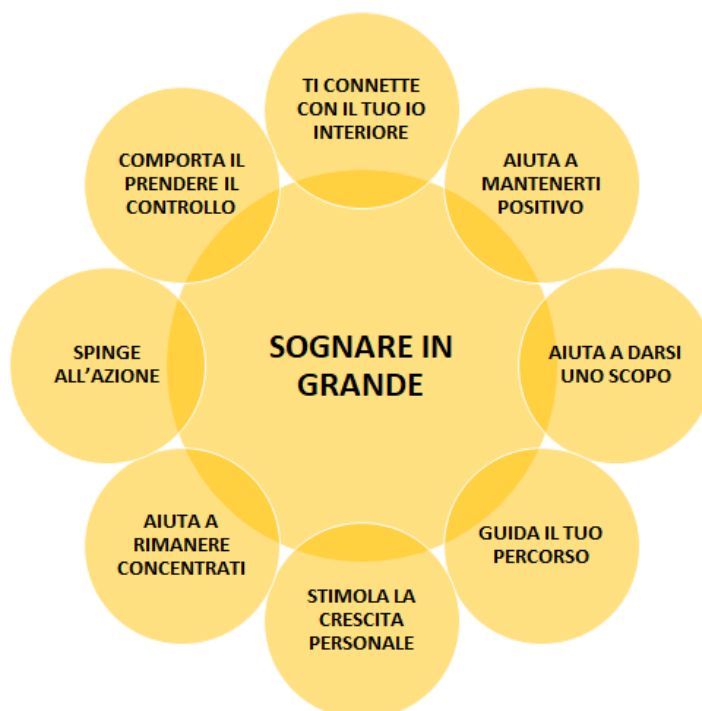 TI CONNETTE
CON IL TUO IO
INTERIORE
AIUTA A
MANTENERTI
POSITIVO
AIUTA A DARSI
UNO SCOPO
GUIDA IL TUO
PERCORSO
STIMOLA LA
CRESCITA
PERSONALE
AIUTA A
RIMANERE
CONCENTRATI
SPINGE
ALL’AZIONE
COMPORTA IL
PRENDERE IL
CONTROLLO
SOGNARE IN
GRANDE